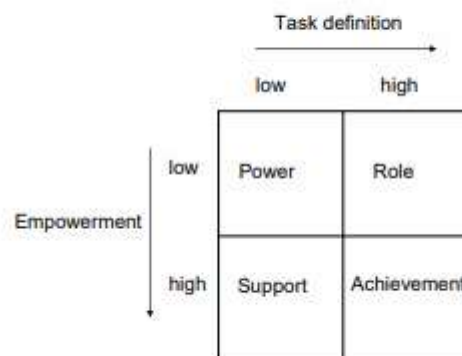 Task definition
low high
low Power Role
Empowerment
high Support Achievement